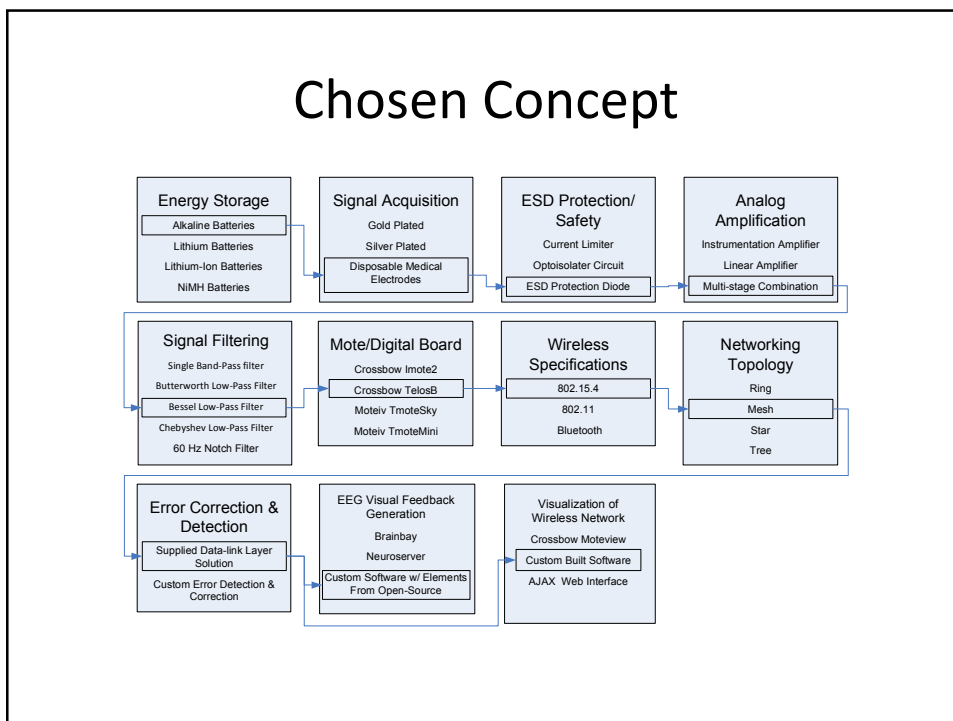 Chosen Concept
Energy Storage
Alkaline Batteries
Lithium Batteries
Lithium-Ion Batteries
NiMH Batteries
Signal Acquisition
Gold Plated
Silver Plated
Disposable Medical
Electrodes
ESD Protection/
Safety
Current Limiter
Optoisolater Circuit
ESD Protection Diode
Analog
Amplification
Instrumentation Amplifier
Linear Amplifier
Multi-stage Combination
Signal Filtering
Single Band-Pass filter
Butterworth Low-Pass Filter
Bessel Low-Pass Filter
Chebyshev Low-Pass Filter
60 Hz Notch Filter
Mote/Digital Board
Crossbow Imote2
Crossbow TelosB
Moteiv TmoteSky
Moteiv TmoteMini
Wireless
Specifications
802.15.4
802.11
Bluetooth
Networking
Topology
Ring
Mesh
Star
Tree
Error Correction &
Detection
Supplied Data-link Layer
Solution
Custom Error Detection &
Correction
EEG Visual Feedback
Generation
Brainbay
Neuroserver
Custom Software w/ Elements
From Open-Source
Visualization of
Wireless Network
Crossbow Moteview
Custom Built Software
AJAX Web Interface